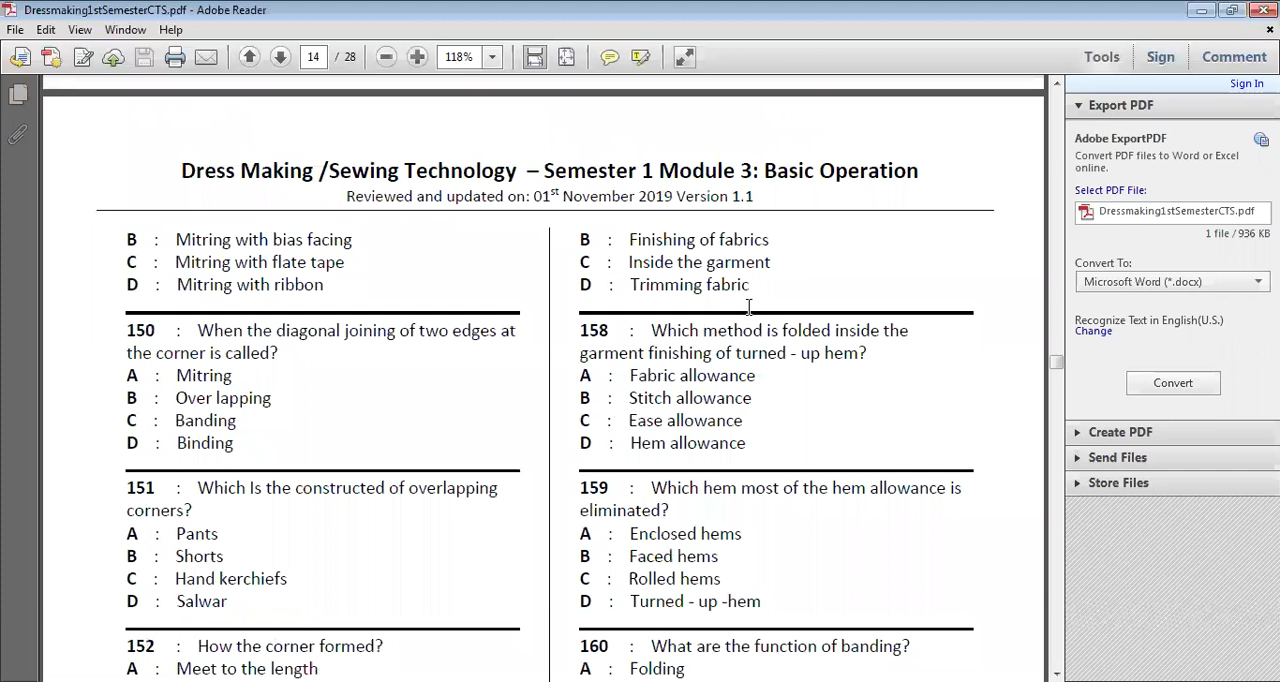 Dressmaking1stSemesterCTS.pdf - Adobe Reader
File Edit View Window Help
14 / 28 118% Tools Sign Comment
Sign In
Export PDF
Adobe ExportPDF
Convert PDF files to Word or Excel
online.
Select PDF File:
Dressmaking1stSemesterCTS.pdf
1 file / 936 KB
Convert To:
Microsoft Word (*.docx)
Recognize Text in English(U.S.)
Change
Convert
Create PDF
Send Files
Store Files
Dress Making /Sewing Technology – Semester 1 Module 3: Basic Operation
Reviewed and updated on: 01st November 2019 Version 1.1
B : Mitring with bias facing
C : Mitring with flate tape
D : Mitring with ribbon
150 : When the diagonal joining of two edges at
the corner is called?
A : Mitring
B : Over lapping
C : Banding
D : Binding
151 : Which Is the constructed of overlapping
corners?
A : Pants
B : Shorts
C : Hand kerchiefs
D : Salwar
152 : How the corner formed?
A : Meet to the length
B : Finishing of fabrics
C : Inside the garment
D : Trimming fabric
158 : Which method is folded inside the
garment finishing of turned - up hem?
A : Fabric allowance
B : Stitch allowance
C : Ease allowance
D : Hem allowance
159 : Which hem most of the hem allowance is
eliminated?
A : Enclosed hems
B : Faced hems
C : Rolled hems
D : Turned - up -hem
160 : What are the function of banding?
A : Folding